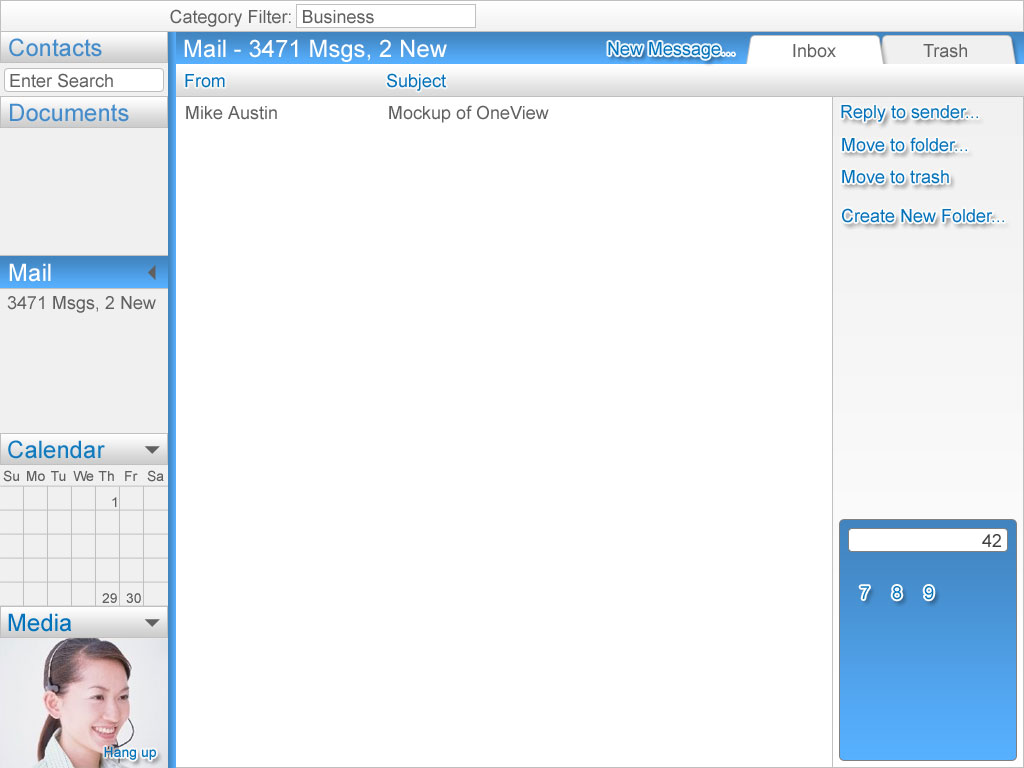 Category Filter: Business
Contacts
Enter Search
Documents
Mail
3471 Msgs, 2 New
Calendar
Su Mo Tu We Th Fr Sa
1
29 30
Media
Hang up
Mail - 3471 Msgs, 2 New
New Message...
Inbox
Trash
From Subject
Mike Austin Mockup of OneView
Reply to sender...
Move to folder...
Move to trash
Create New Folder...
42
7 8 9